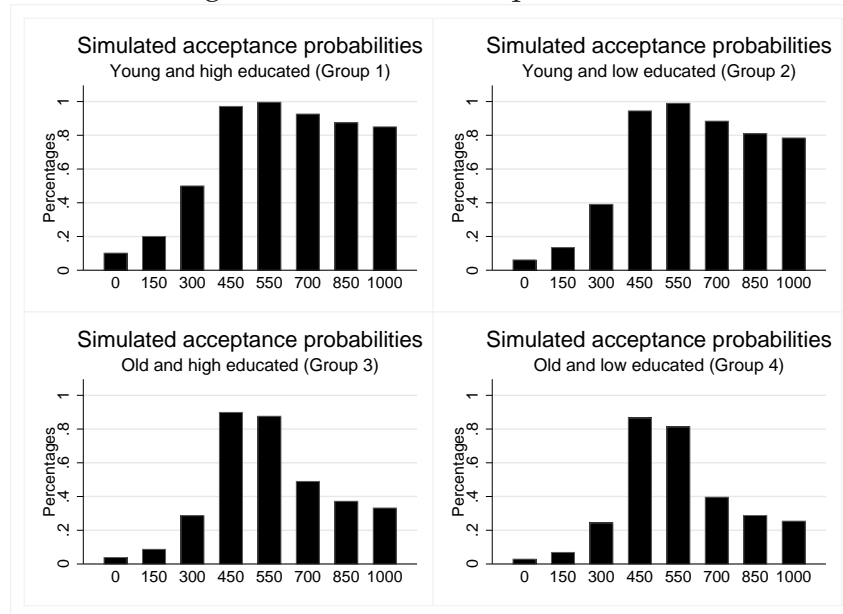 Simulated acceptance probabilities
Young and high educated (Group 1)
Percentages
1
.8
.6
.4
.2
0
0 150 300 450 550 700 850 1000
Simulated acceptance probabilities
Young and low educated (Group 2)
Percentages
1
.8
.6
.4
.2
0
0 150 300 450 550 700 850 1000
Simulated acceptance probabilities
Old and high educated (Group 3)
Percentages
1
.8
.6
.4
.2
0
0 150 300 450 550 700 850 1000
Simulated acceptance probabilities
Old and low educated (Group 4)
Percentages
1
.8
.6
.4
.2
0
0 150 300 450 550 700 850 1000